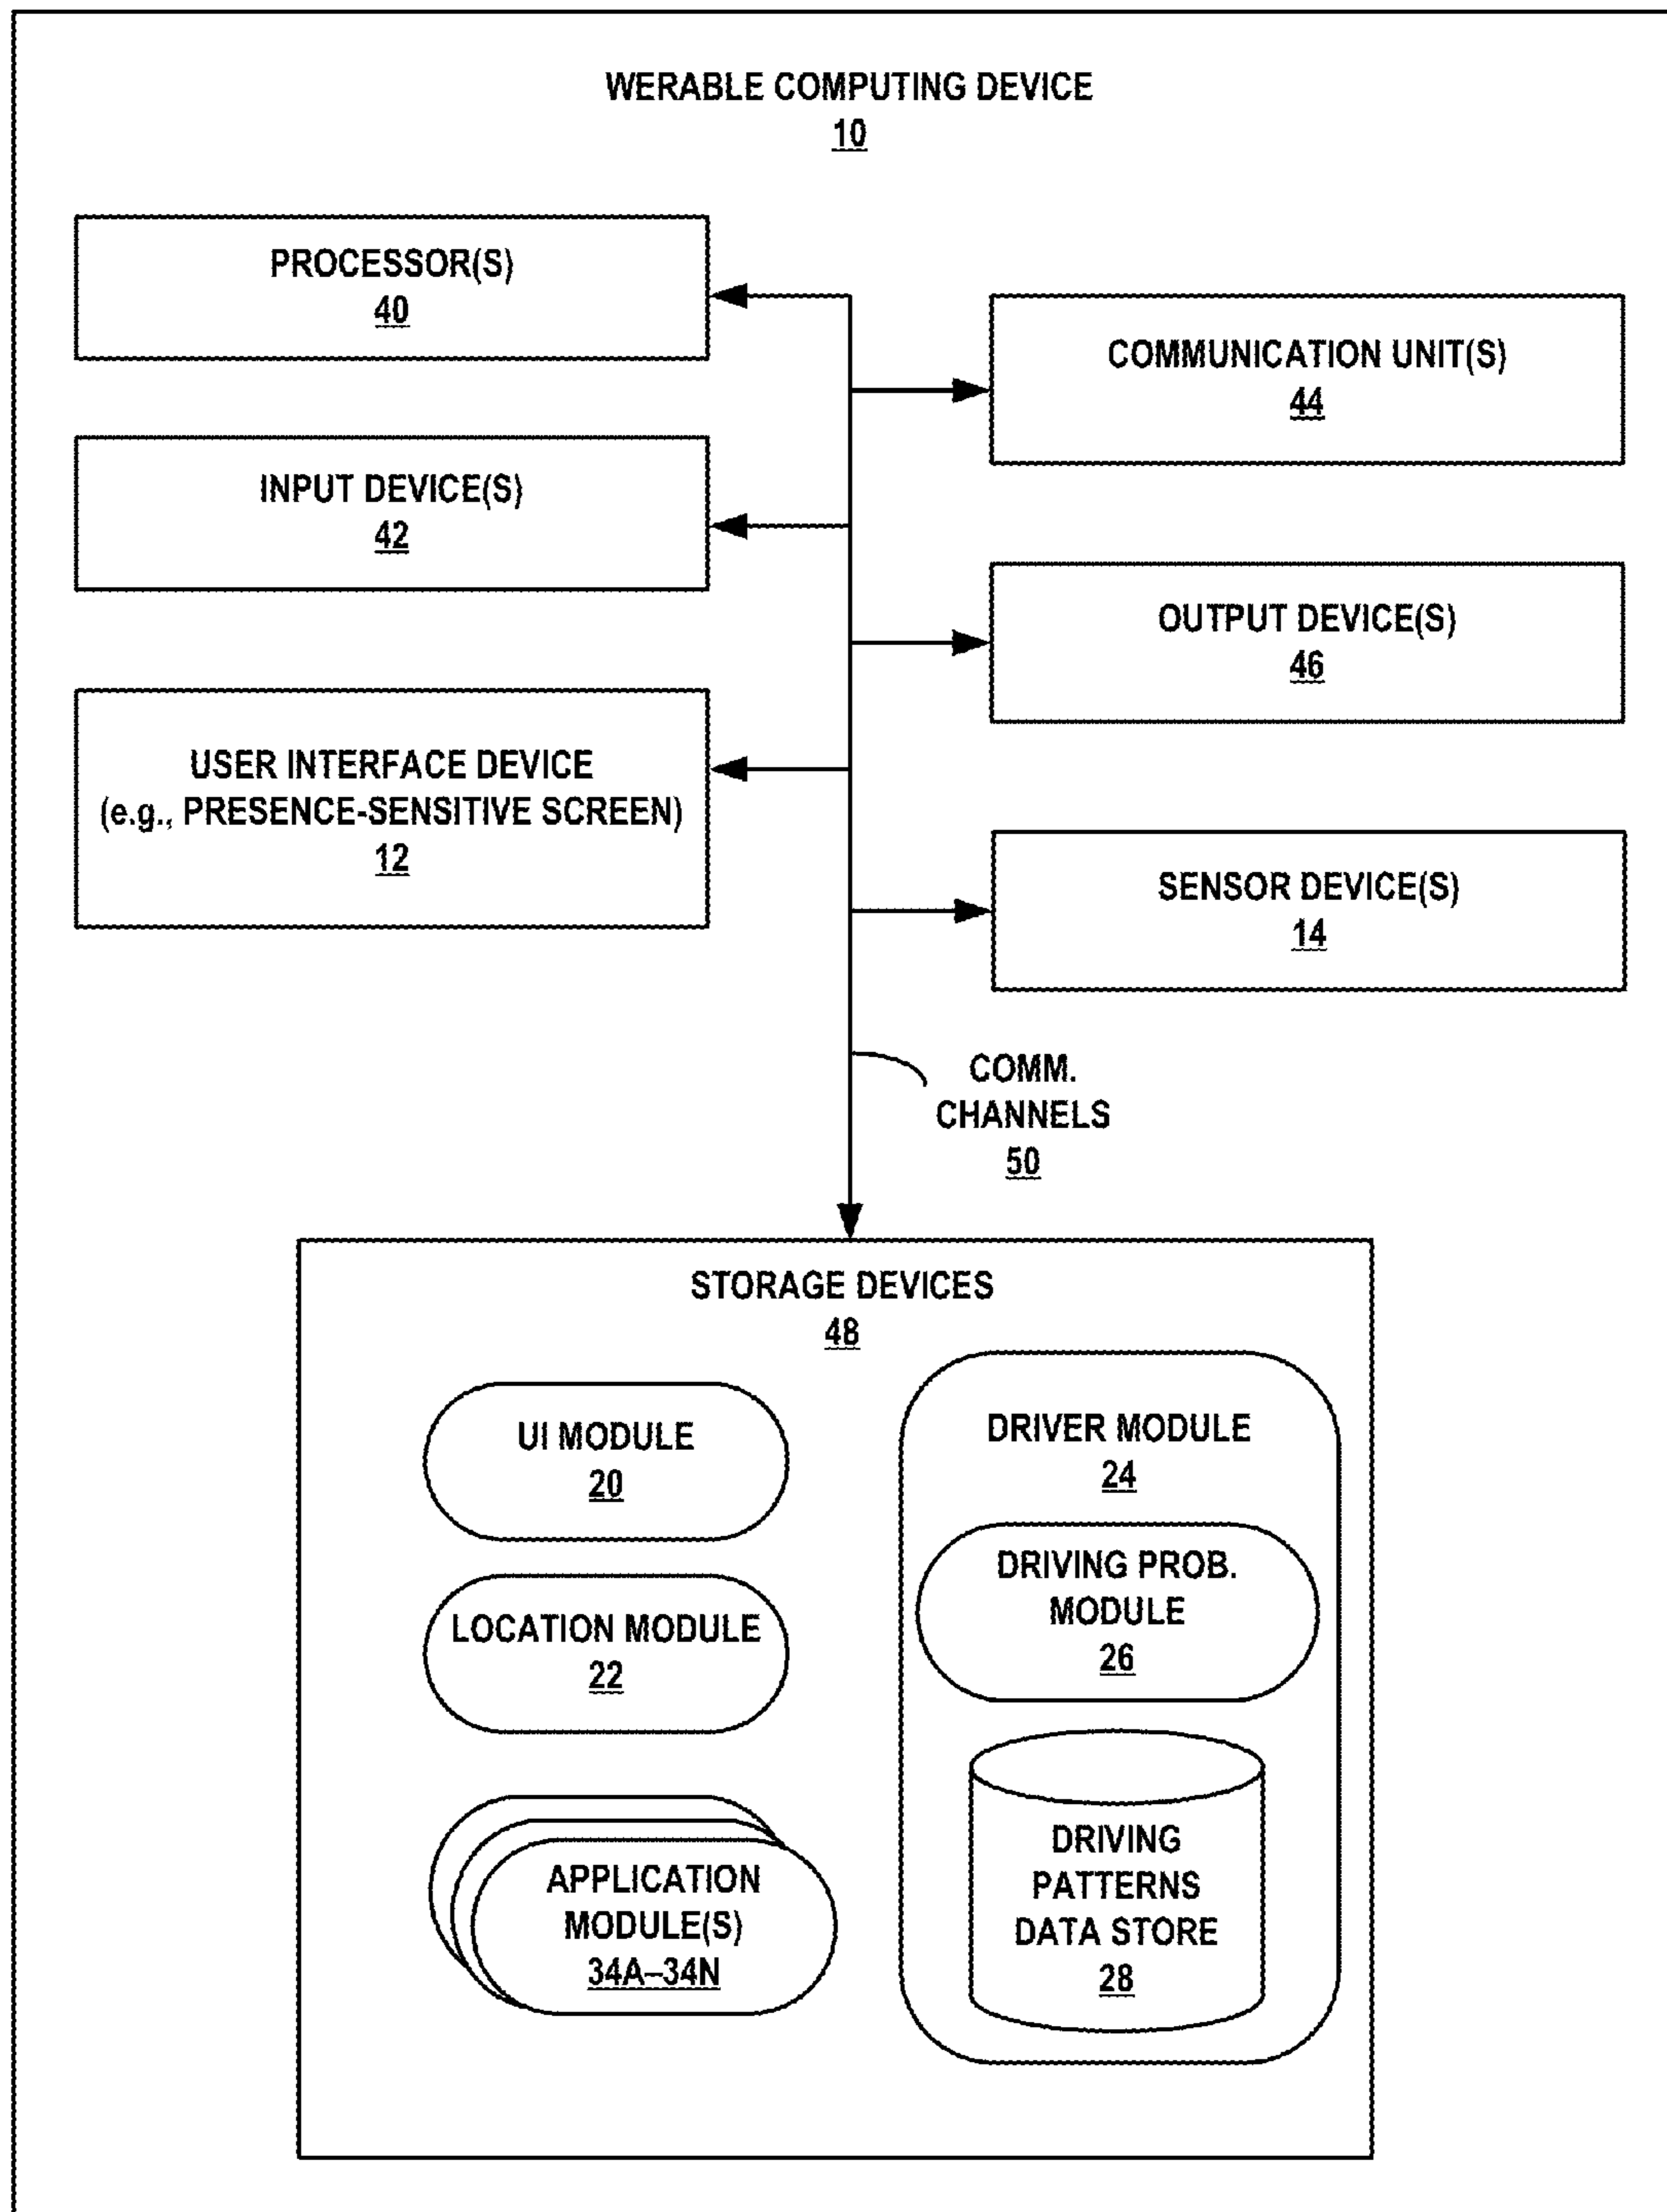 WERABLE COMPUTING DEVICE
10
PROCESSOR(S)
40
COMMUNICATION UNIT(S)
44
INPUT DEVICE(S)
42
OUTPUT DEVICE(S)
46
USER INTERFACE DEVICE
(e.g., PRESENCE-SENSITIVE SCREEN)
12
SENSOR DEVICE(S)
14
COMM.
CHANNELS
50
STORAGE DEVICES
48
UI MODULE
20
LOCATION MODULE
22
APPLICATION
MODULE(S)
34A–34N
DRIVER MODULE
24
DRIVING PROB.
MODULE
26
DRIVING
PATTERNS
DATA STORE
28